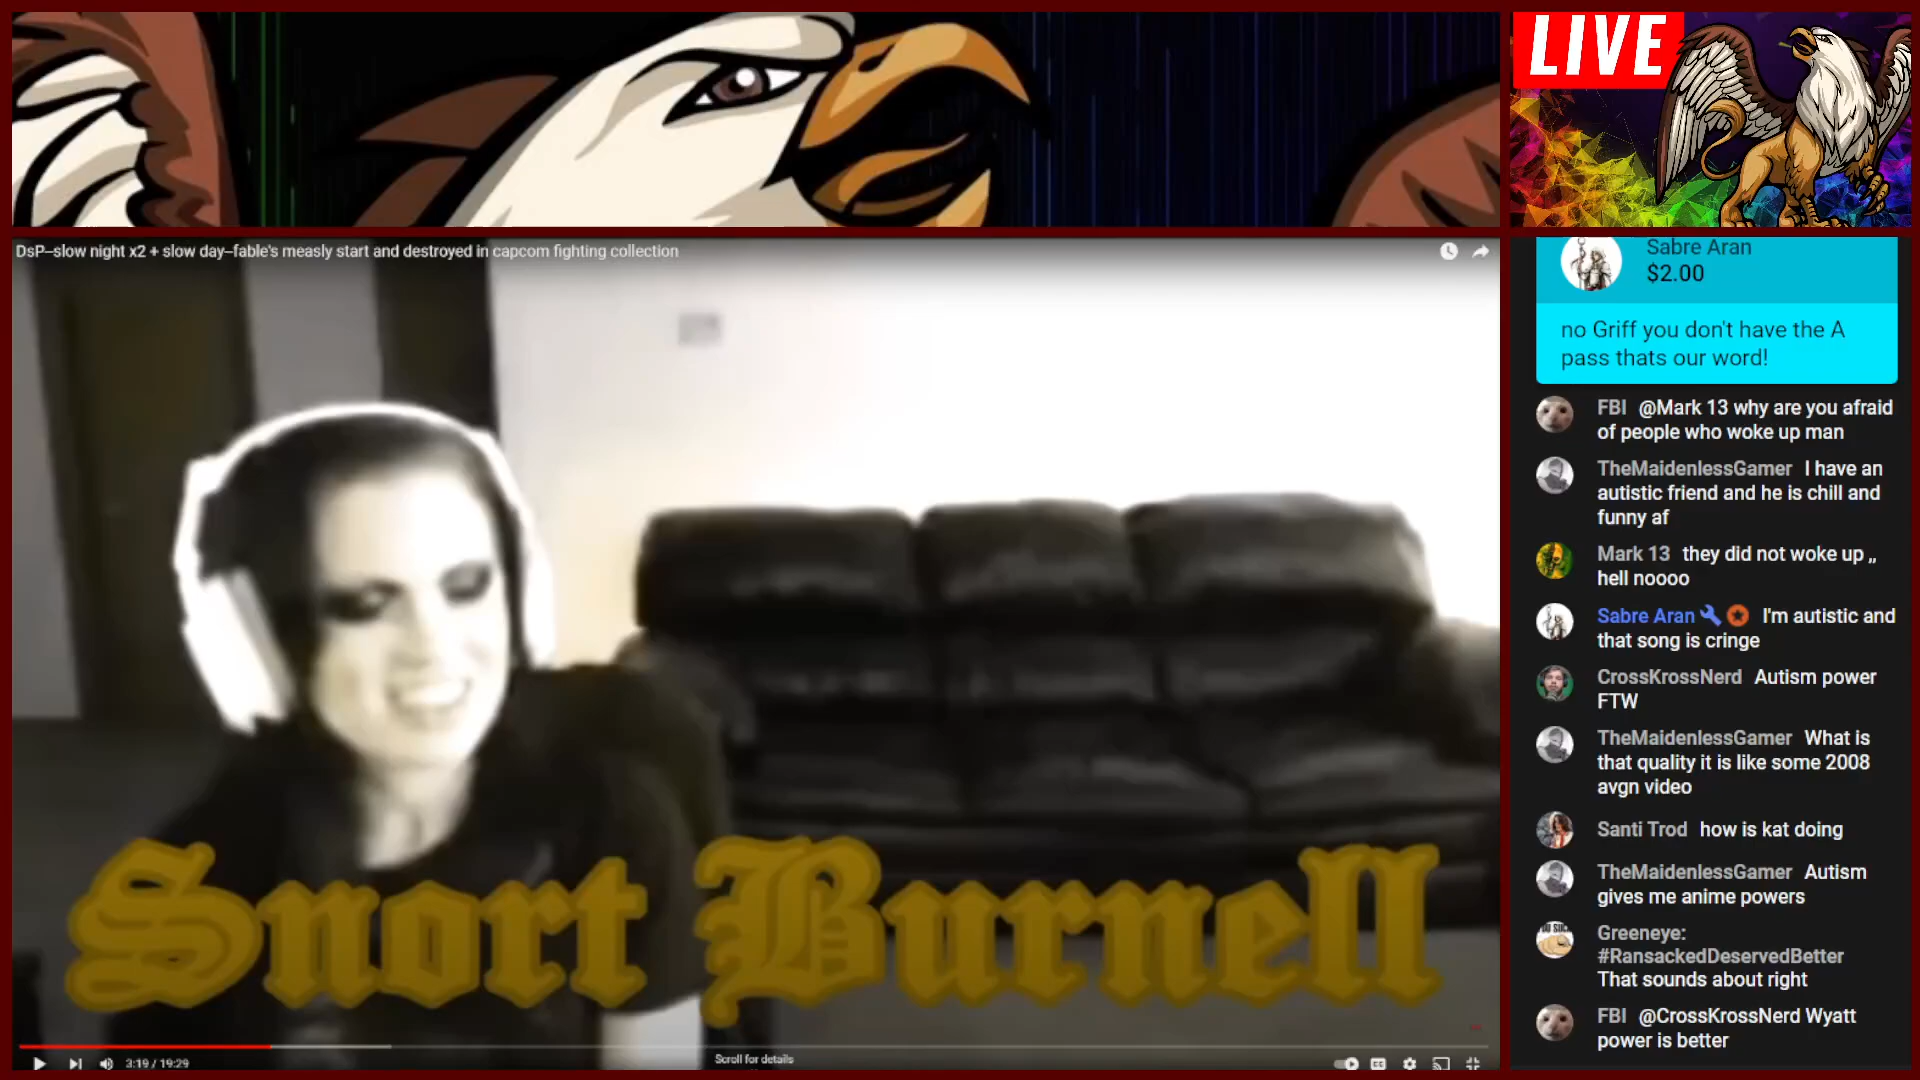 LIVE
DsP--slow night x2 + slow day--fable's measly start and destroyed in capcom fighting collection
Sabre Aran
$2.00
no Griff you don't have the A
pass thats our word!
FBI @Mark 13 why are you afraid
of people who woke up man
TheMaidenlessGamer I have an
autistic friend and he is chill and
funny af
Mark 13 they did not woke up ,,
hell noooo
Sabre Aran I'm autistic and
that song is cringe
CrossKrossNerd Autism power
FTW
TheMaidenlessGamer What is
that quality it is like some 2008
avgn video
Santi Trod how is kat doing
TheMaidenlessGamer Autism
gives me anime powers
Greeneye:
#RansackedDeservedBetter
That sounds about right
FBI @CrossKrossNerd Wyatt
power is better
Snort Burnell
3:19 / 19:29
Scroll for details